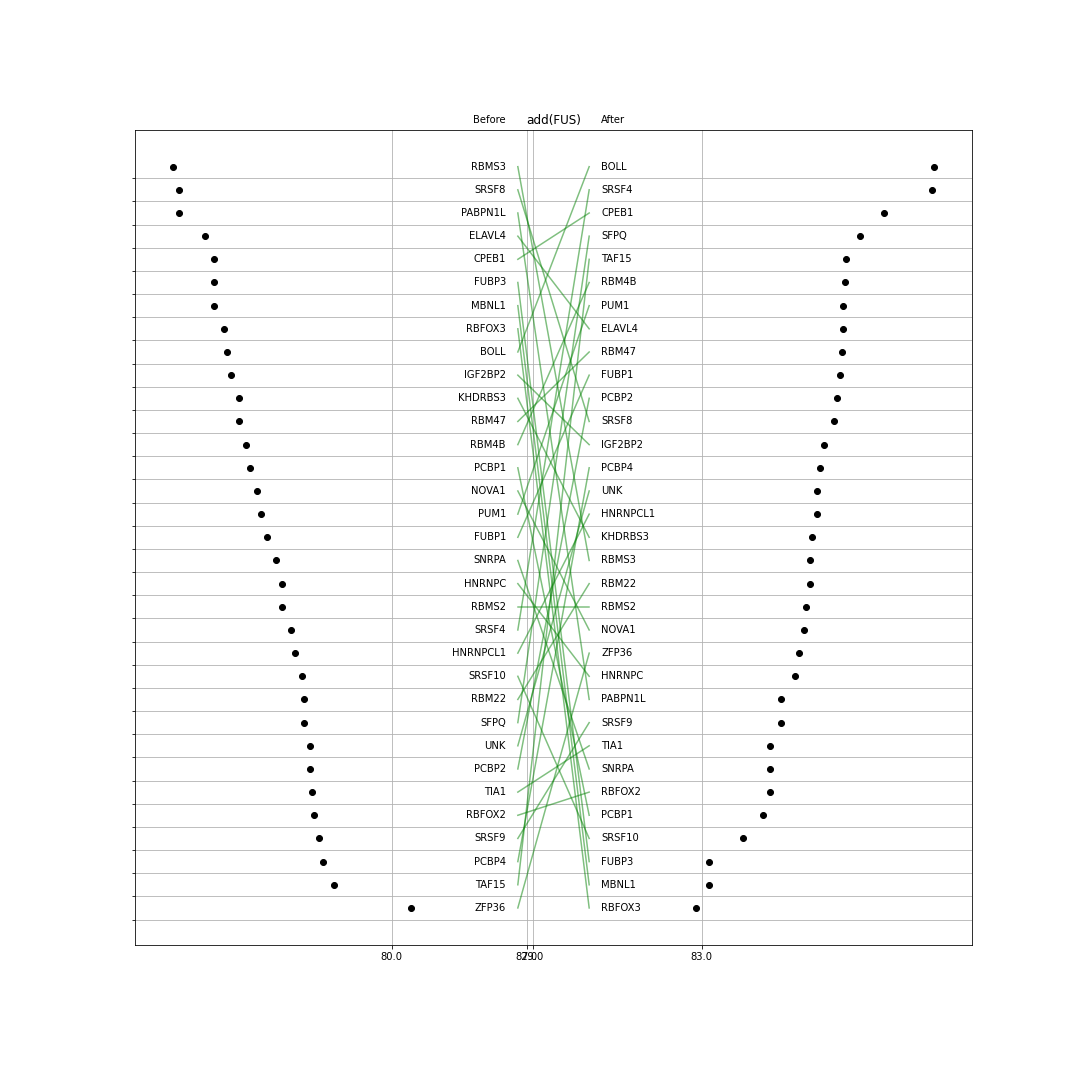 Before add(FUS) After
RBMS3 BOLL
SRSF8 SRSF4
PABPN1L CPEB1
ELAVL4 SFPQ
CPEB1 TAF15
FUBP3 RBM4B
MBNL1 PUM1
RBFOX3 ELAVL4
BOLL RBM47
IGF2BP2 FUBP1
KHDRBS3 PCBP2
RBM47 SRSF8
RBM4B IGF2BP2
PCBP1 PCBP4
NOVA1 UNK
PUM1 HNRNPCL1
FUBP1 KHDRBS3
SNRPA RBMS3
HNRNPC RBM22
RBMS2 RBMS2
SRSF4 NOVA1
HNRNPCL1 ZFP36
SRSF10 HNRNPC
RBM22 PABPN1L
SFPQ SRSF9
UNK TIA1
PCBP2 SNRPA
TIA1 RBFOX2
RBFOX2 PCBP1
SRSF9 SRSF10
PCBP4 FUBP3
TAF15 MBNL1
ZFP36 RBFOX3
80.0 83.0